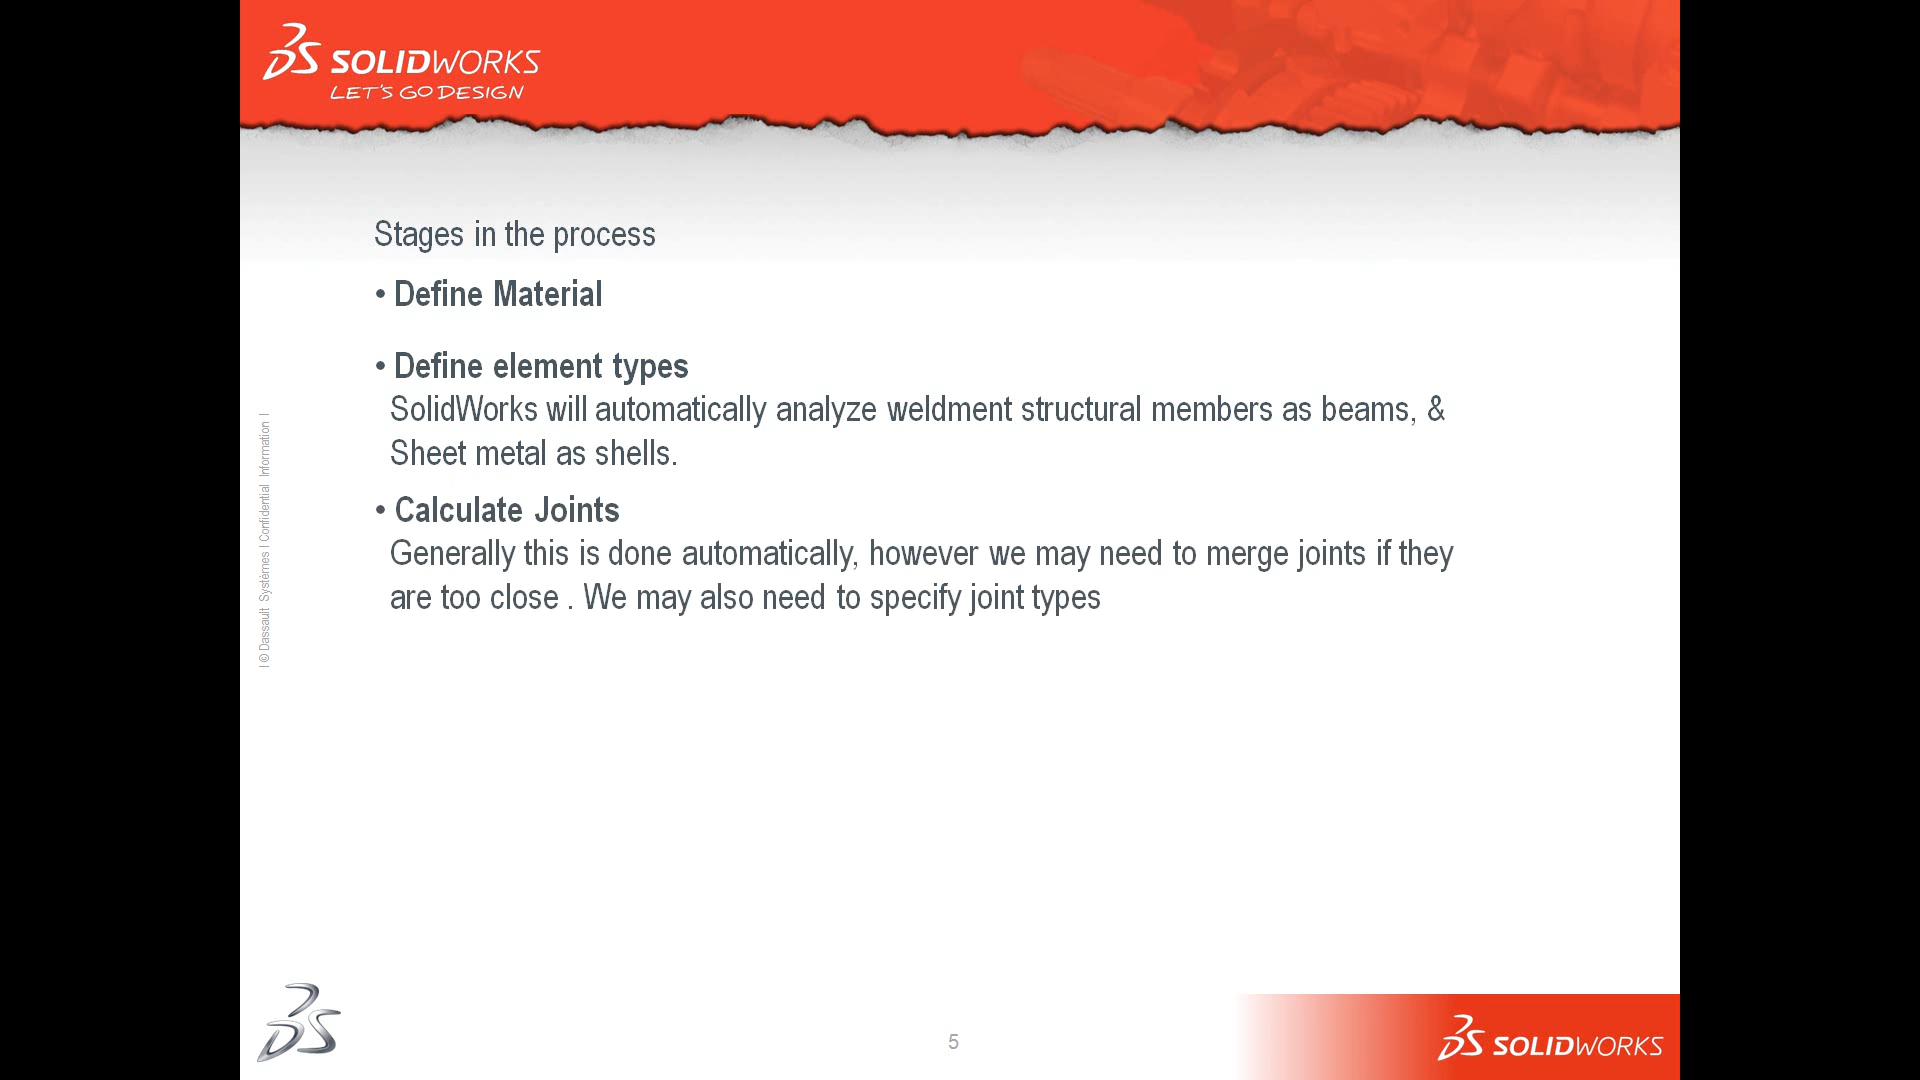 SOLIDWORKS
LET'S GO DESIGN
Stages in the process
• Define Material
• Define element types
SolidWorks will automatically analyze weldment structural members as beams, &
Sheet metal as shells.
• Calculate Joints
Generally this is done automatically, however we may need to merge joints if they
are too close . We may also need to specify joint types
I © Dassault Systèmes I Confidential Information I
5
SOLIDWORKS